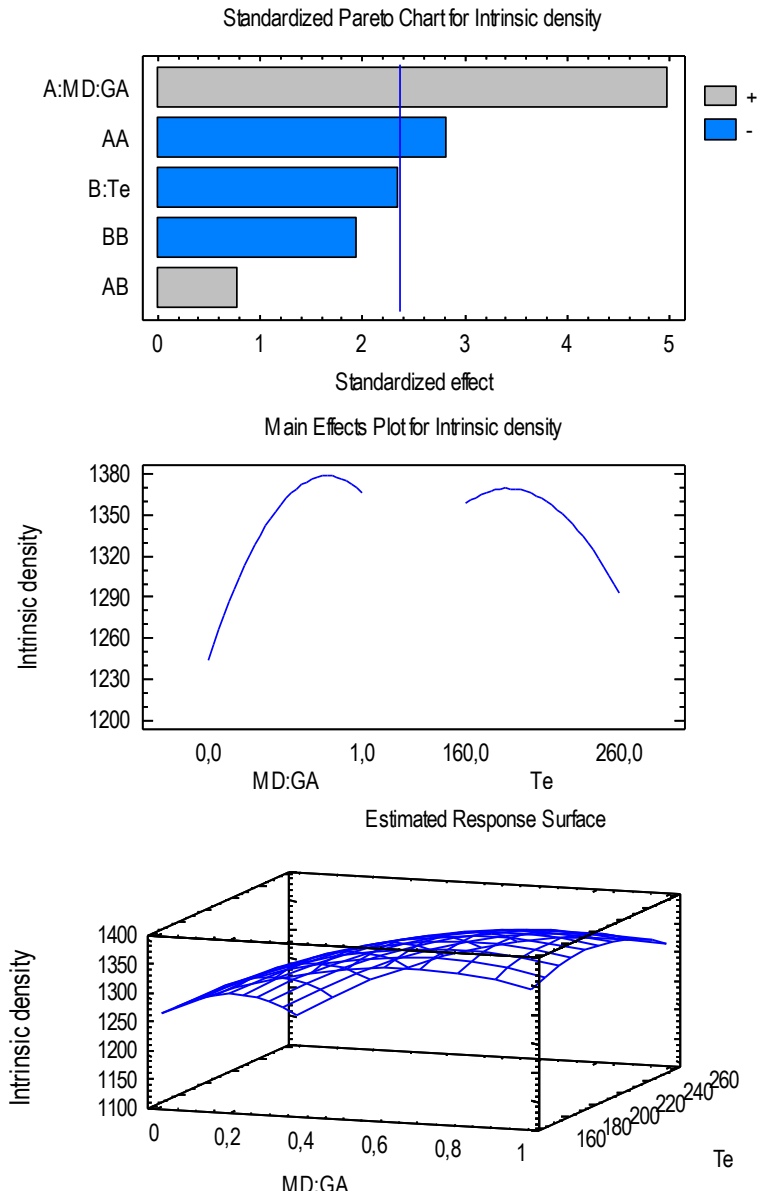 Standardized Pareto Chart for Intrinsic density
A:MD:GA
+
AA
-
B:Te
BB
AB
0 1 2 3 4 5
Standardized effect
Main Effects Plot for Intrinsic density
1380
1350
1320
1290
1260
1230
1200
Intrinsic density
0,0 1,0 160,0 260,0
MD:GA Te
Estimated Response Surface
1400
1350
1300
1250
1200
1150
1100
Intrinsic density
0 0,2 0,4 0,6 0,8 1
160 180 200 220 240 260
Te
MD:GA